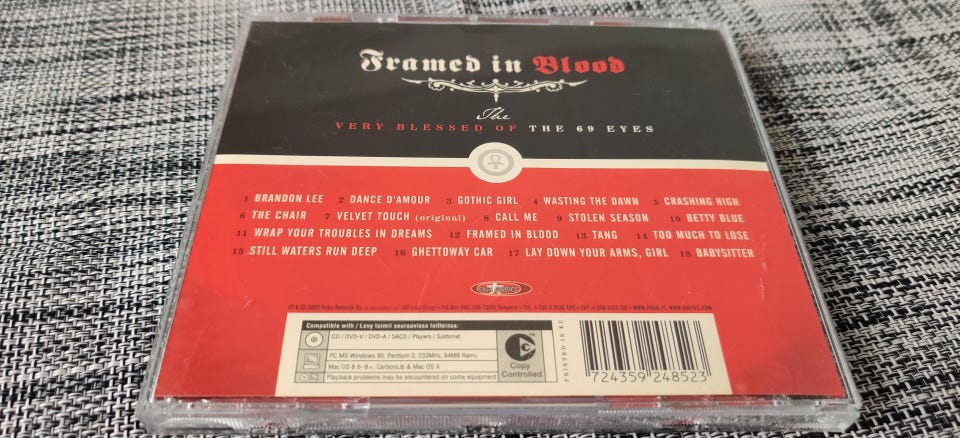 Framed in Blood
The
VERY BLESSED OF THE 69 EYES
1 BRANDON LEE 2 DANCE D'AMOUR 3 GOTHIC GIRL 4 WASTING THE DAWN 5 CRASHING HIGH
6 THE CHAIR 7 VELVET TOUCH (original) 8 CALL ME 9 STOLEN SEASON 10 BETTY BLUE
11 WRAP YOUR TROUBLES IN DREAMS 12 FRAMED IN BLOOD 13 TANG 14 TOO MUCH TO LOSE
15 STILL WATERS RUN DEEP 16 GHETTOWAY CAR 17 LAY DOWN YOUR ARMS, GIRL 18 BABYSITTER
Compatible with / Levy toimii seuraavissa laitteissa:
CD / DVD-V / DVD-A / SACD / Players / Soittimet
PC MS Windows 95, Pentium 2, 233MHz, 64MB Ram+
Mac OS 8.6-9+, CarbonLib & Mac OS X
Playback problems may be encountered on some equipment
Copy
Controlled
PRINTED IN EU
724359 248523